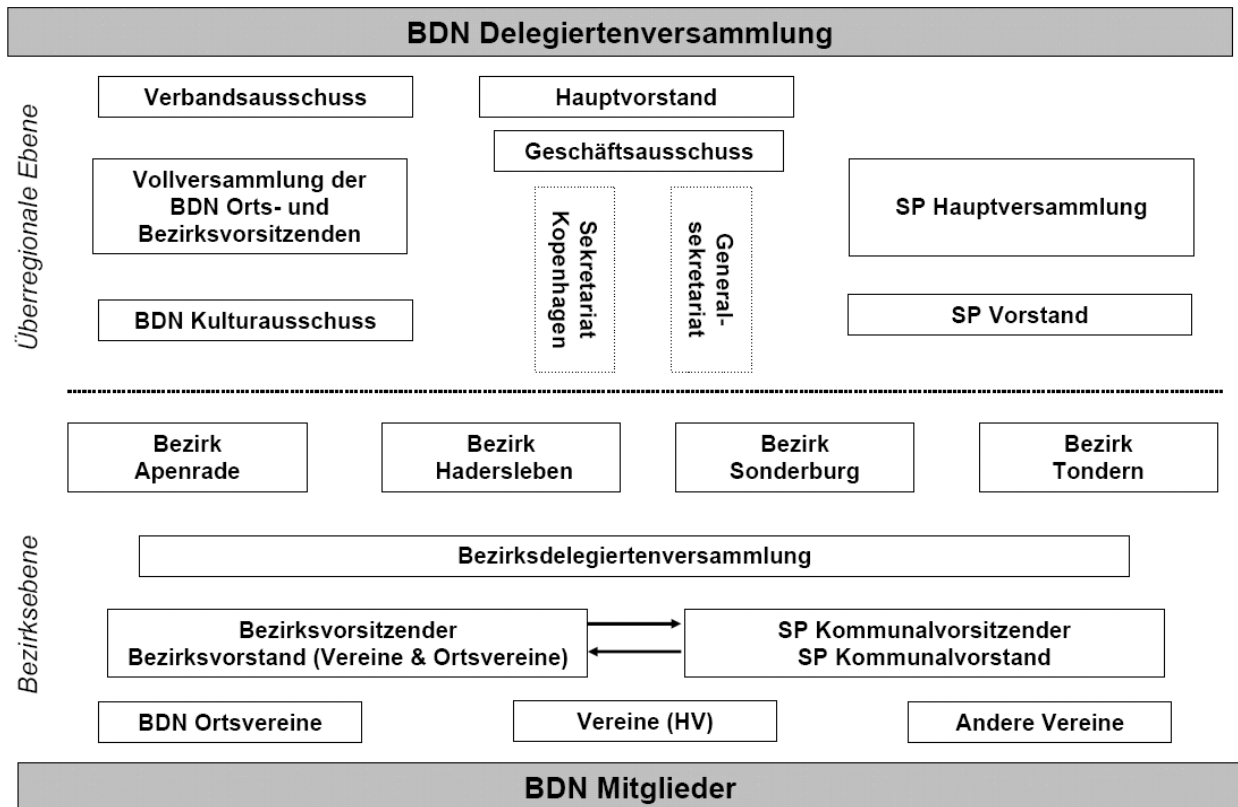 BDN Delegiertenversammlung
Überregionale Ebene
Verbandsausschuss
Hauptvorstand
Geschäftsausschuss
Vollversammlung der
BDN Orts- und
Bezirksvorsitzenden
SP Hauptversammlung
Sekretariat
Kopenhagen
General-
sekretariat
BDN Kulturausschuss
SP Vorstand
Bezirk
Apenrade
Bezirk
Hadersleben
Bezirk
Sonderburg
Bezirk
Tondern
Bezirksebene
Bezirksdelegiertenversammlung
Bezirksvorsitzender
Bezirksvorstand (Vereine & Ortsvereine)
SP Kommunalvorsitzender
SP Kommunalvorstand
BDN Ortsvereine
Vereine (HV)
Andere Vereine
BDN Mitglieder